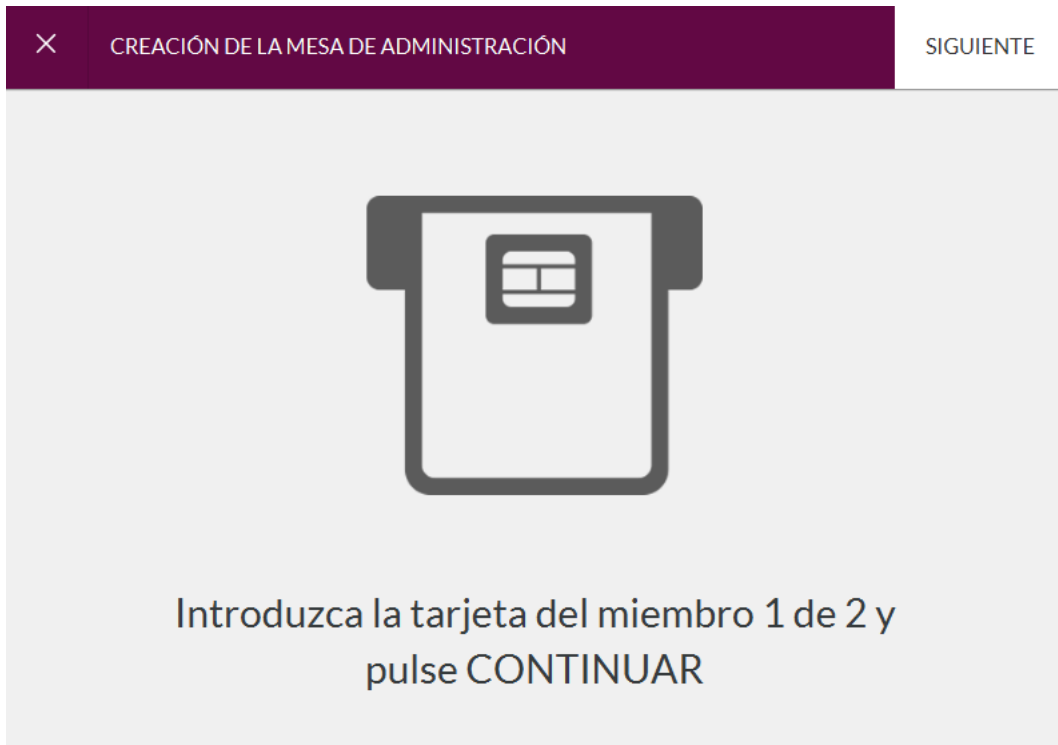 CREACIÓN DE LA MESA DE ADMINISTRACIÓN
SIGUIENTE
Introduzca la tarjeta del miembro 1 de 2 y
pulse CONTINUAR